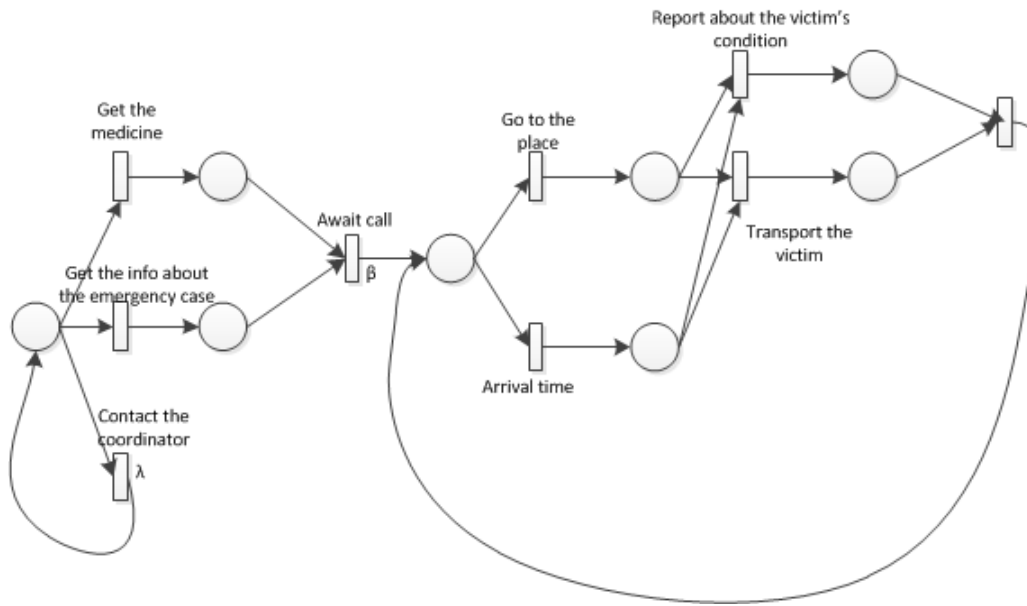 Report about the victim's
condition
Get the
medicine
Go to the
place
Await call
β
Transport the
victim
Get the info about
the emergency case
Arrival time
Contact the
coordinator
λ